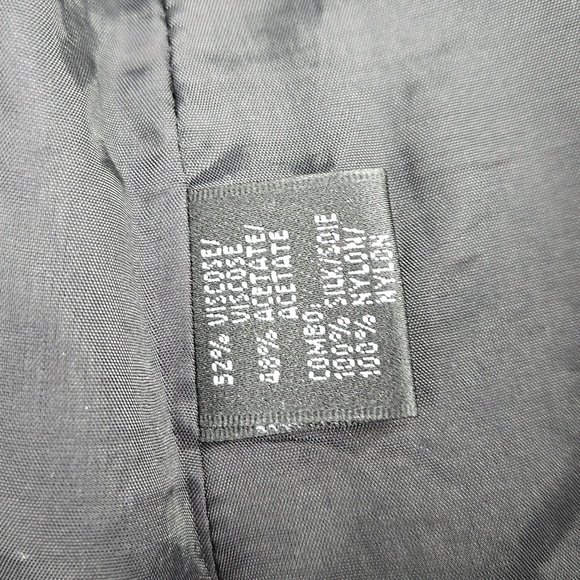 52% VISCOSE/
VISCOSE
48% ACETATE/
ACETATE
COMBO:
100% SILK/SOIE
100% NYLON/
NYLON